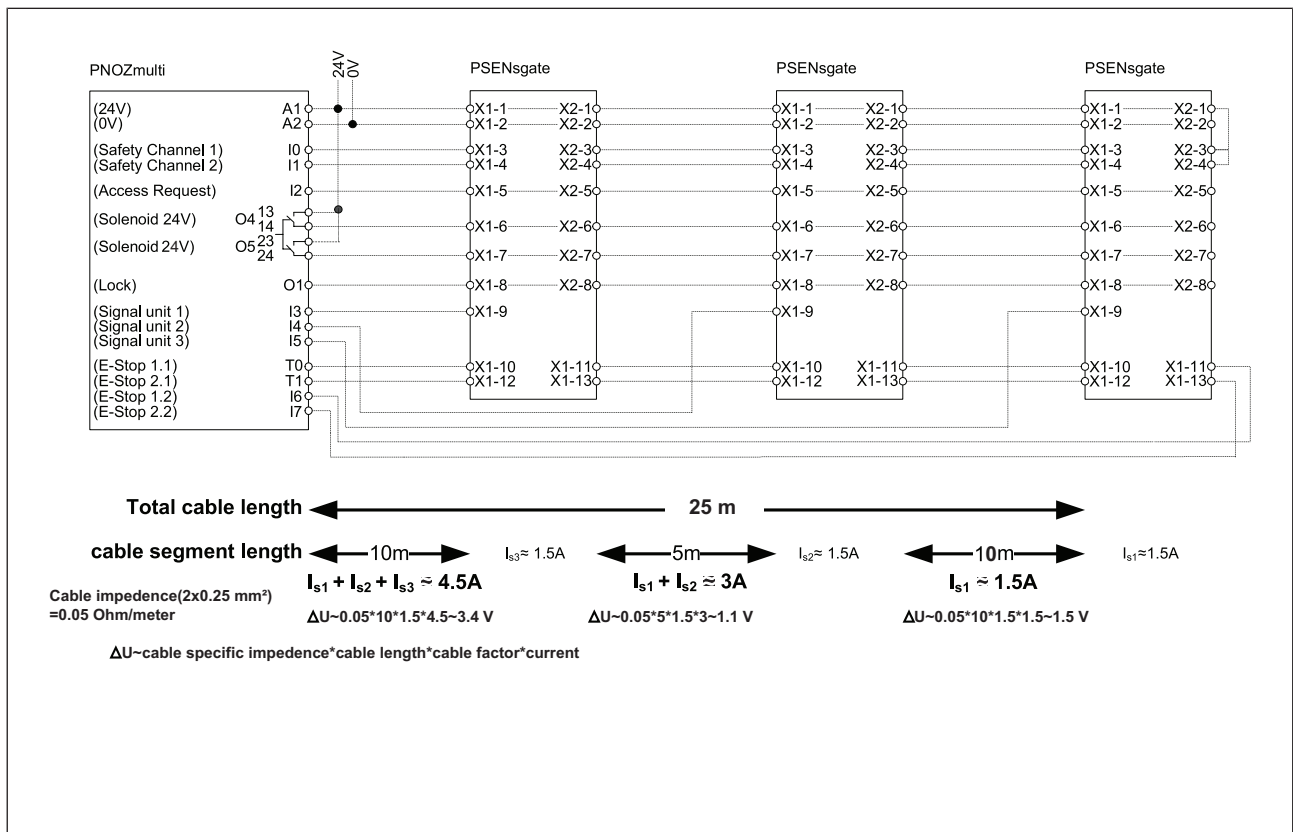 24V
0V
PNOZmulti
PSENsgate
PSENsgate
PSENsgate
(24V) A1 X1-1 X2-1 X1-1 X2-1 X1-1 X2-1
(0V) A2 X1-2 X2-2 X1-2 X2-2 X1-2 X2-2
(Safety Channel 1) I0 X1-3 X2-3 X1-3 X2-3 X1-3 X2-3
(Safety Channel 2) I1 X1-4 X2-4 X1-4 X2-4 X1-4 X2-4
(Access Request) I2 X1-5 X2-5 X1-5 X2-5 X1-5 X2-5
(Solenoid 24V) O4 13
14 X1-6 X2-6 X1-6 X2-6 X1-6 X2-6
(Solenoid 24V) O5 23
24 X1-7 X2-7 X1-7 X2-7 X1-7 X2-7
(Lock) O1 X1-8 X2-8 X1-8 X2-8 X1-8 X2-8
(Signal unit 1) I3 X1-9 X1-9 X1-9
(Signal unit 2) I4
(Signal unit 3) I5
(E-Stop 1.1) T0 X1-10 X1-11 X1-10 X1-11 X1-10 X1-11
(E-Stop 2.1) T1 X1-12 X1-13 X1-12 X1-13 X1-12 X1-13
(E-Stop 1.2) I6
(E-Stop 2.2) I7
Total cable length 25 m
cable segment length 10m Is3≈ 1.5A 5m Is2≈ 1.5A 10m Is1≈1.5A
Is1 + Is2 + Is3 ≈ 4.5A Is1 + Is2 ≈ 3A Is1 ≈ 1.5A
Cable impedence(2x0.25 mm²)
=0.05 Ohm/meter
ΔU~0.05*10*1.5*4.5~3.4 V ΔU~0.05*5*1.5*3~1.1 V ΔU~0.05*10*1.5*1.5~1.5 V
ΔU~cable specific impedence*cable length*cable factor*current